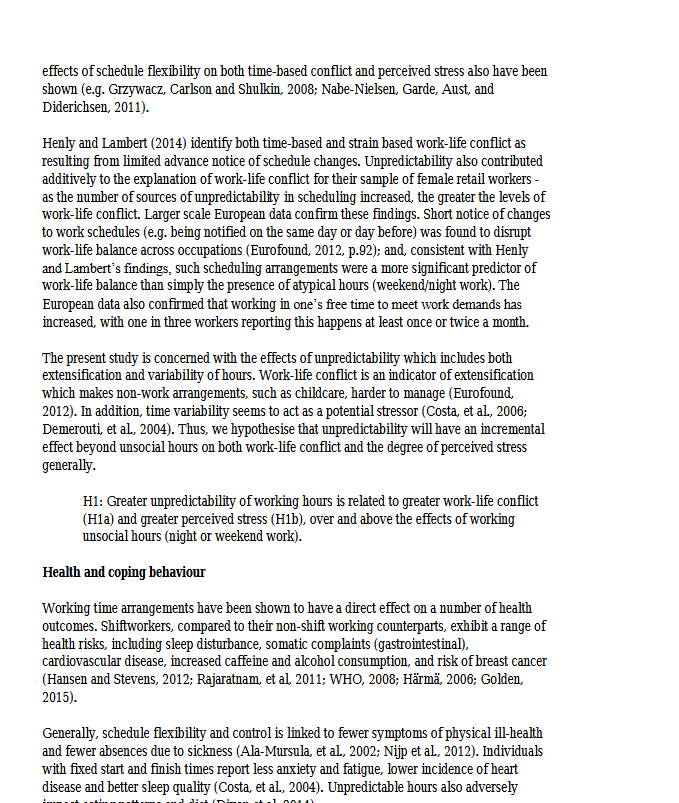 effects of schedule flexibility on both time-based conflict and perceived stress also have been
shown (e.g. Grzywacz, Carlson and Shulkin, 2008; Nabe-Nielsen, Garde, Aust, and
Diderichsen, 2011).
Henly and Lambert (2014) identify both time-based and strain based work-life conflict as
resulting from limited advance notice of schedule changes. Unpredictability also contributed
additively to the explanation of work-life conflict for their sample of female retail workers -
as the number of sources of unpredictability in scheduling increased, the greater the levels of
work-life conflict. Larger scale European data confirm these findings. Short notice of changes
to work schedules (e.g. being notified on the same day or day before) was found to disrupt
work-life balance across occupations (Eurofound, 2012, p.92); and, consistent with Henly
and Lambert's findings, such scheduling arrangements were a more significant predictor of
work-life balance than simply the presence of atypical hours (weekend/night work). The
European data also confirmed that working in one's free time to meet work demands has
increased, with one in three workers reporting this happens at least once or twice a month.
The present study is concerned with the effects of unpredictability which includes both
extensification and variability of hours. Work-life conflict is an indicator of extensification
which makes non-work arrangements, such as childcare, harder to manage (Eurofound,
2012). In addition, time variability seems to act as a potential stressor (Costa, et al., 2006;
Demerouti, et al., 2004). Thus, we hypothesise that unpredictability will have an incremental
effect beyond unsocial hours on both work-life conflict and the degree of perceived stress
generally.
H1: Greater unpredictability of working hours is related to greater work-life conflict
(H1a) and greater perceived stress (H1b), over and above the effects of working
unsocial hours (night or weekend work).
Health and coping behaviour
Working time arrangements have been shown to have a direct effect on a number of health
outcomes. Shiftworkers, compared to their non-shift working counterparts, exhibit a range of
health risks, including sleep disturbance, somatic complaints (gastrointestinal),
cardiovascular disease, increased caffeine and alcohol consumption, and risk of breast cancer
(Hansen and Stevens, 2012; Rajaratnam, et al, 2011; WHO, 2008; Härmä, 2006; Golden,
2015).
Generally, schedule flexibility and control is linked to fewer symptoms of physical ill-health
and fewer absences due to sickness (Ala-Mursula, et al., 2002; Nijp et al., 2012). Individuals
with fixed start and finish times report less anxiety and fatigue, lower incidence of heart
disease and better sleep quality (Costa, et al., 2004). Unpredictable hours also adversely